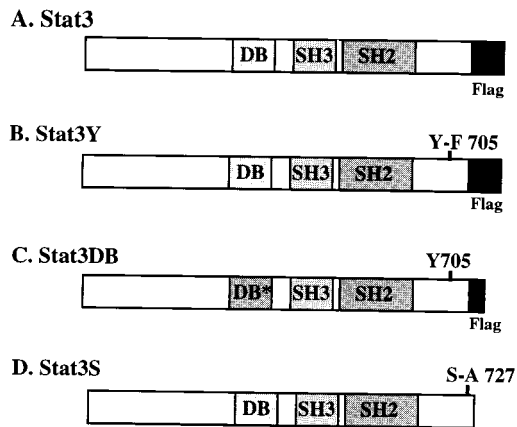 A. Stat3
DB SH3 SH2
Flag
B. Stat3Y
Y-F 705
DB SH3 SH2
Flag
C. Stat3DB
Y705
DB* SH3 SH2
Flag
D. Stat3S
S-A 727
DB SH3 SH2